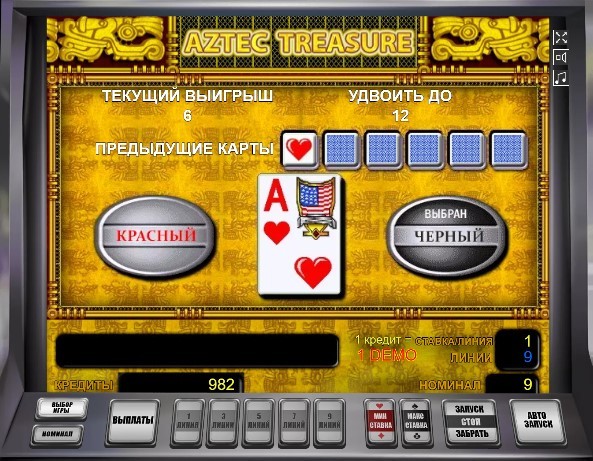 AZTEC TREASURE
ТЕКУЩИЙ ВЫИГРЫШ
6
УДВОИТЬ ДО
12
ПРЕДЫДУЩИЕ КАРТЫ
КРАСНЫЙ
A
ВЫБРАН
ЧЕРНЫЙ
1 кредит =
1 DEMO
СТАВКА/ЛИНИЯ 1
ЛИНИИ 9
КРЕДИТЫ 982
НОМИНАЛ 9
ВЫБОР
ИГРЫ
НОМИНАЛ
ВЫПЛАТЫ
1
ЛИНИЯ
3
ЛИНИИ
5
ЛИНИЙ
7
ЛИНИЙ
9
ЛИНИЙ
МИН
СТАВКА
МАКС
СТАВКА
ЗАПУСК
СТОП
ЗАБРАТЬ
АВТО
ЗАПУСК